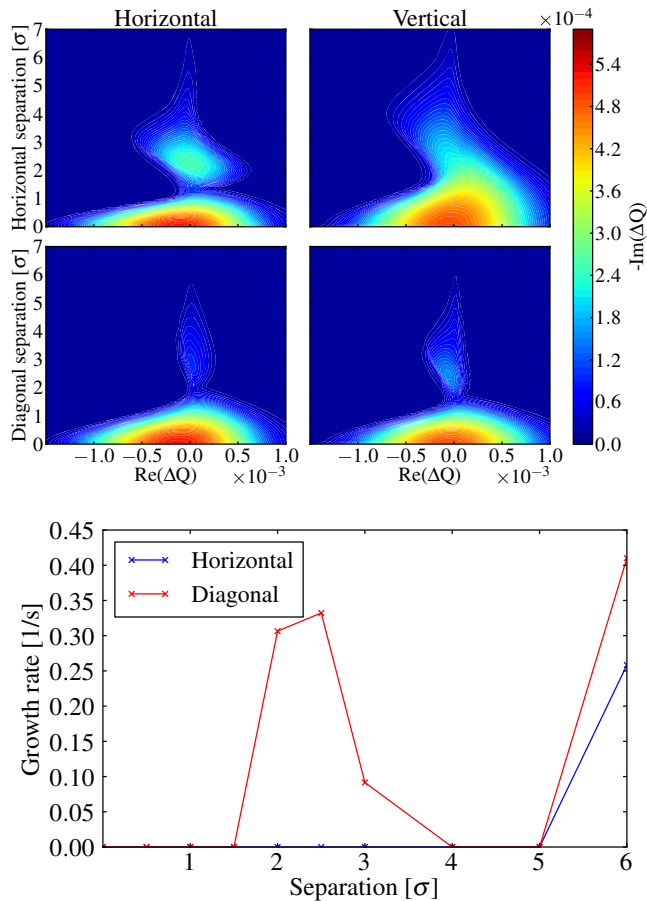 Horizontal Vertical ×10⁻⁴
Horizontal separation [σ]
7
6
5
4
3
2
1
0
Diagonal separation [σ]
7
6
5
4
3
2
1
0
−1.0 −0.5 0.0 0.5 1.0
Re(ΔQ) ×10⁻³
−1.0 −0.5 0.0 0.5 1.0
Re(ΔQ) ×10⁻³
5.4
4.8
4.2
3.6
3.0
2.4
1.8
1.2
0.6
0.0
-Im(ΔQ)
Growth rate [1/s]
0.45
0.40
0.35
0.30
0.25
0.20
0.15
0.10
0.05
0.00
Horizontal
Diagonal
1 2 3 4 5 6
Separation [σ]